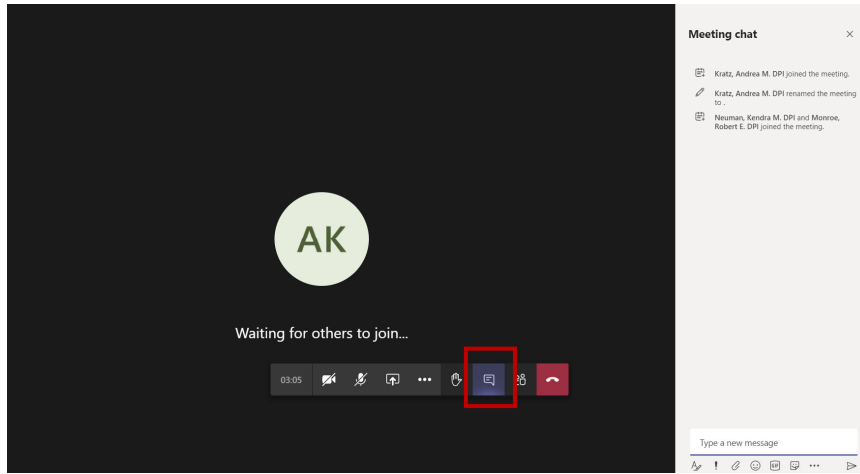 Meeting chat
Kratz, Andrea M. DPI joined the meeting.
Kratz, Andrea M. DPI renamed the meeting
to .
Neuman, Kendra M. DPI and Monroe,
Robert E. DPI joined the meeting.
AK
Waiting for others to join...
03:05
Type a new message
GIF